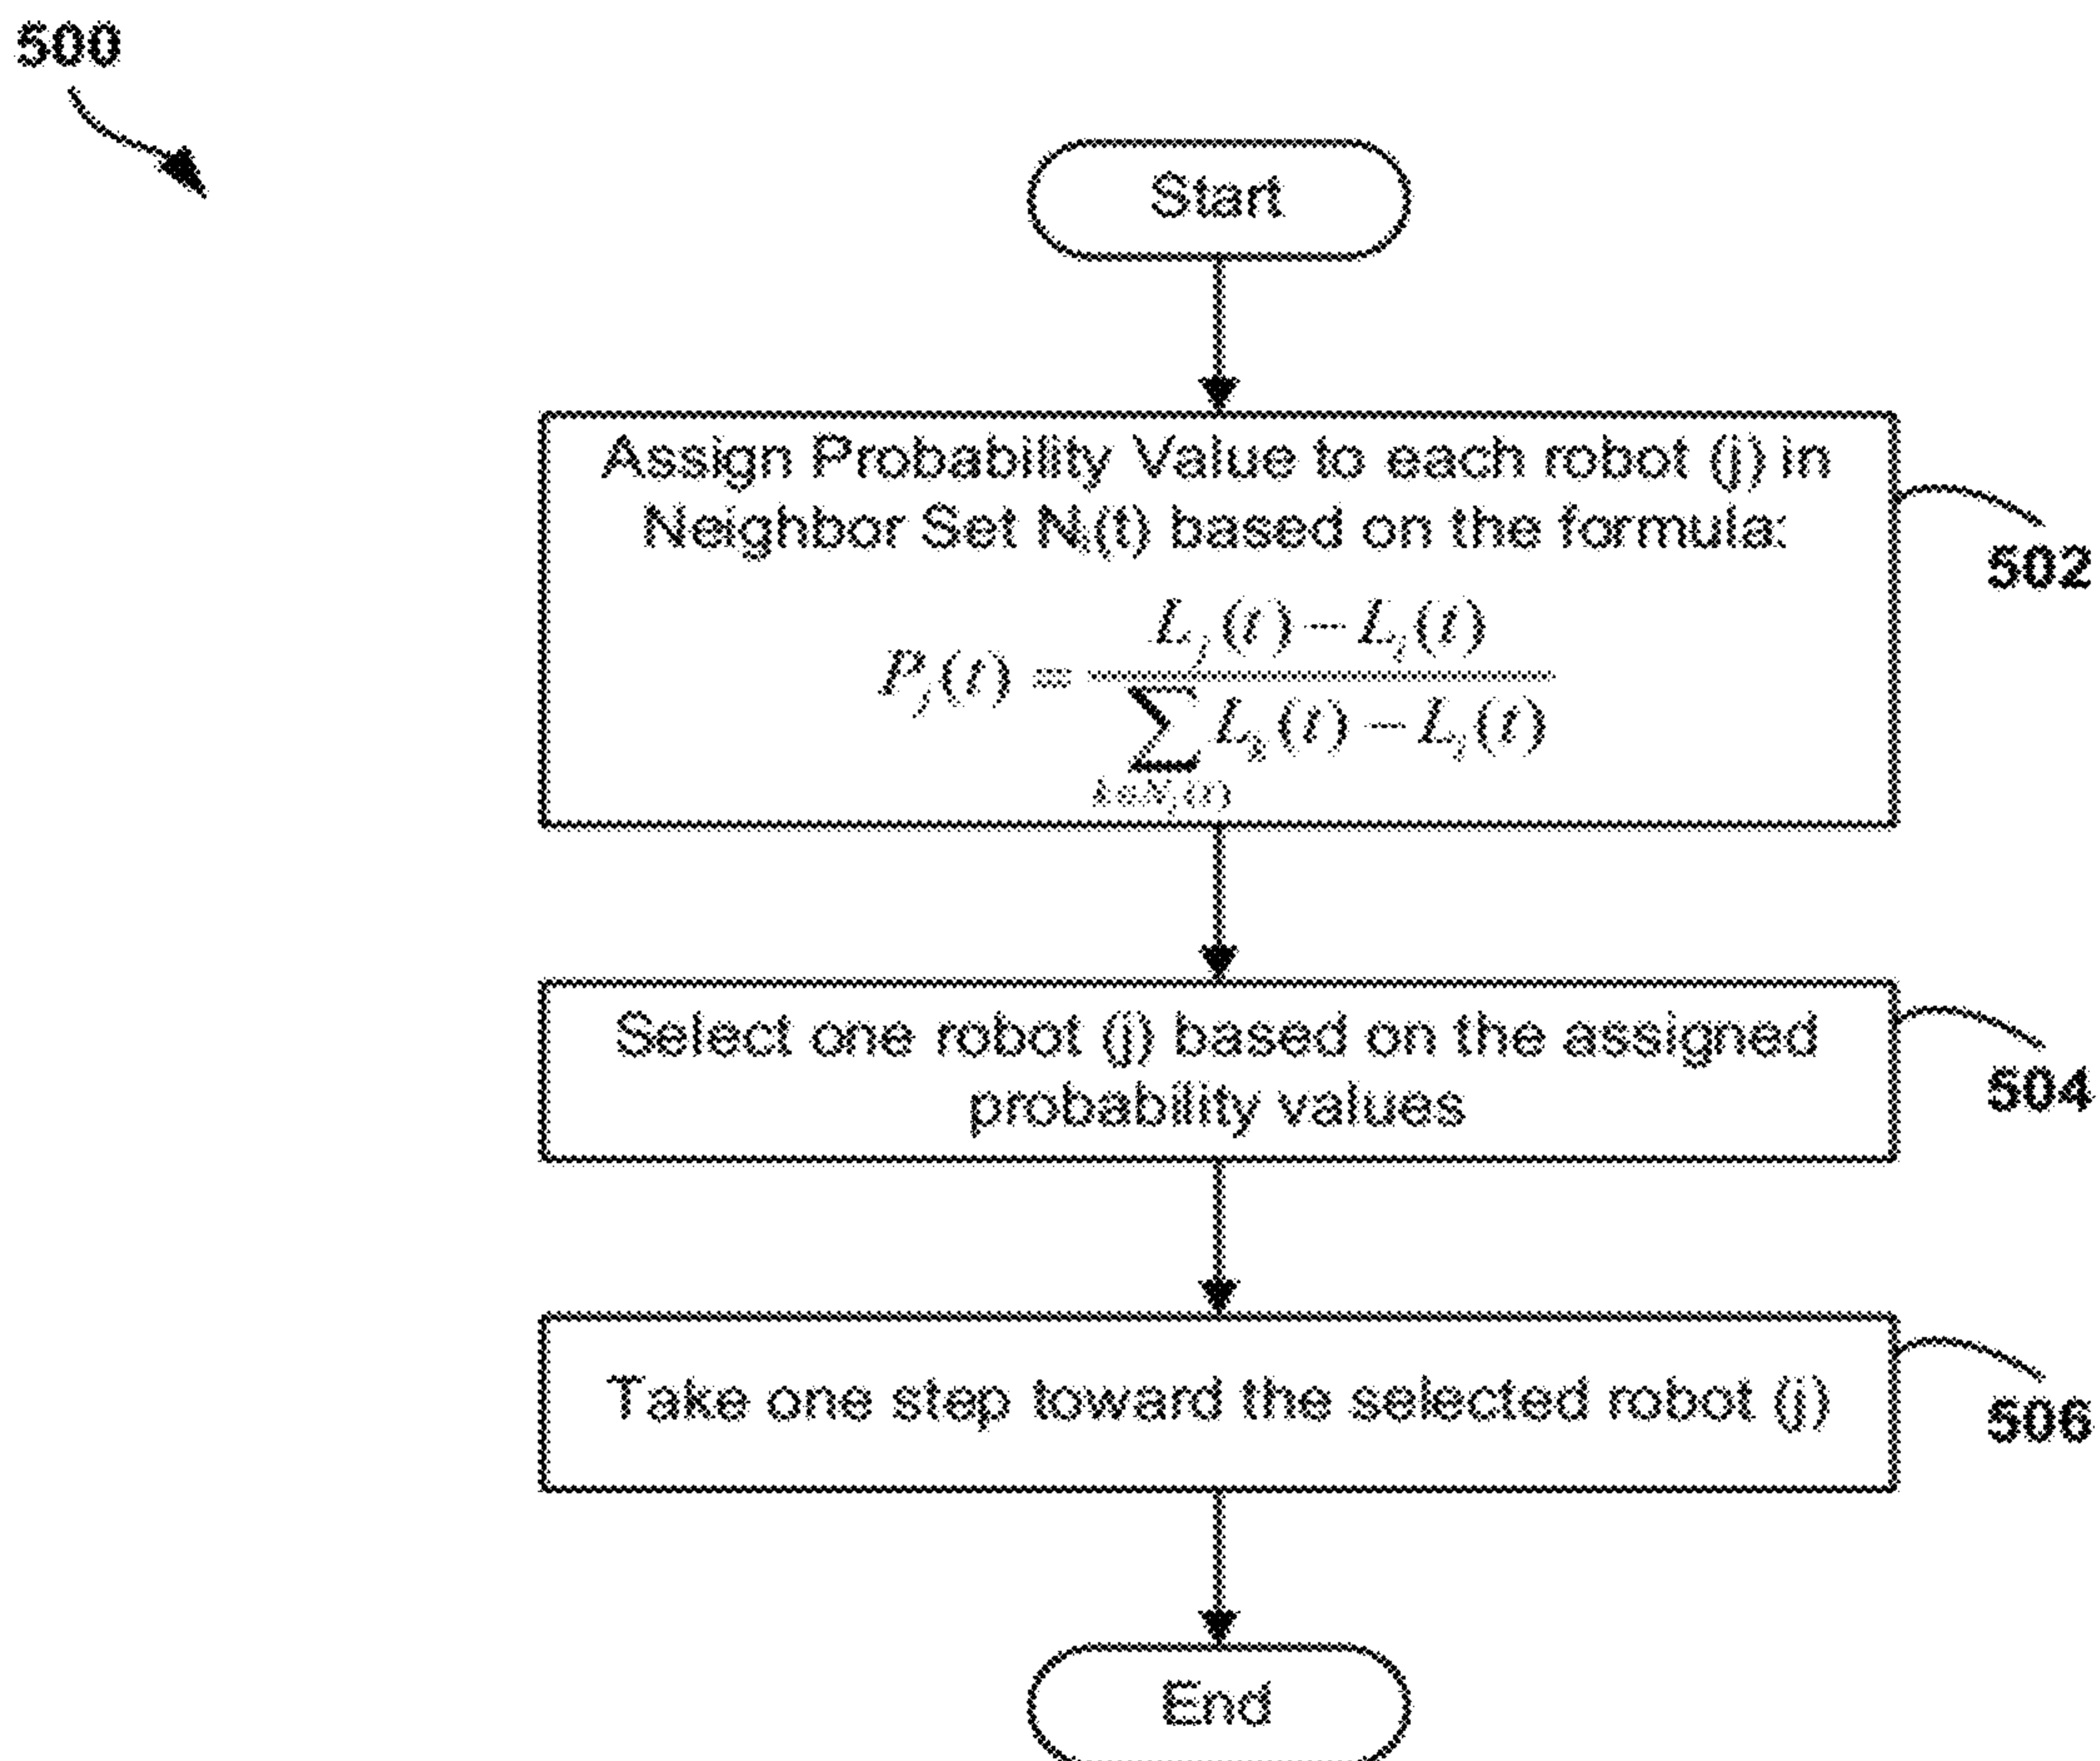 500
Start
Assign Probability Value to each robot (j) in
Neighbor Set Nᵢ(t) based on the formula:
Pⱼ(t) = (Lⱼ(t) − Lᵢ(t)) / (∑ₖ∈Nᵢ(t) Lₖ(t) − Lᵢ(t))
502
Select one robot (j) based on the assigned
probability values
504
Take one step toward the selected robot (j)
506
End